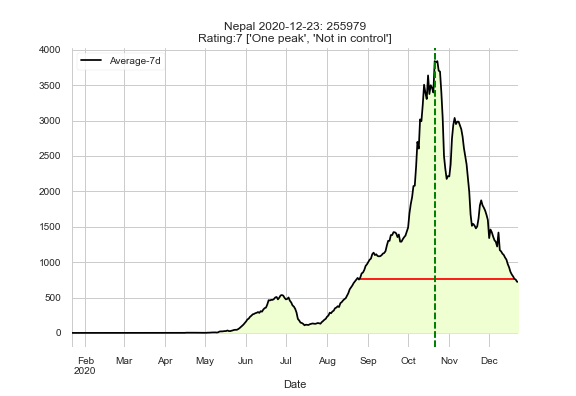 Nepal 2020-12-23: 255979
Rating:7 ['One peak', 'Not in control']
Average-7d
4000
3500
3000
2500
2000
1500
1000
500
0
Feb Mar Apr May Jun Jul Aug Sep Oct Nov Dec
2020
Date